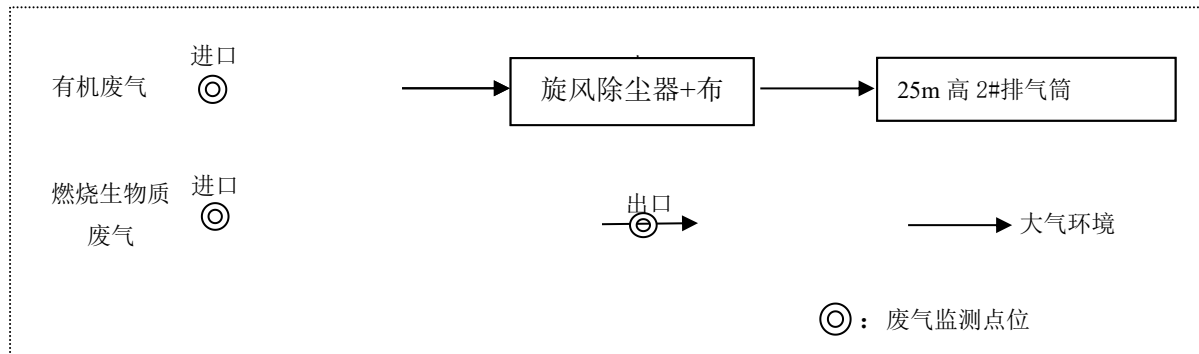 进口
有机废气
旋风除尘器+布
25m 高 2#排气筒
燃烧生物质
废气
进口
出口
大气环境
：废气监测点位